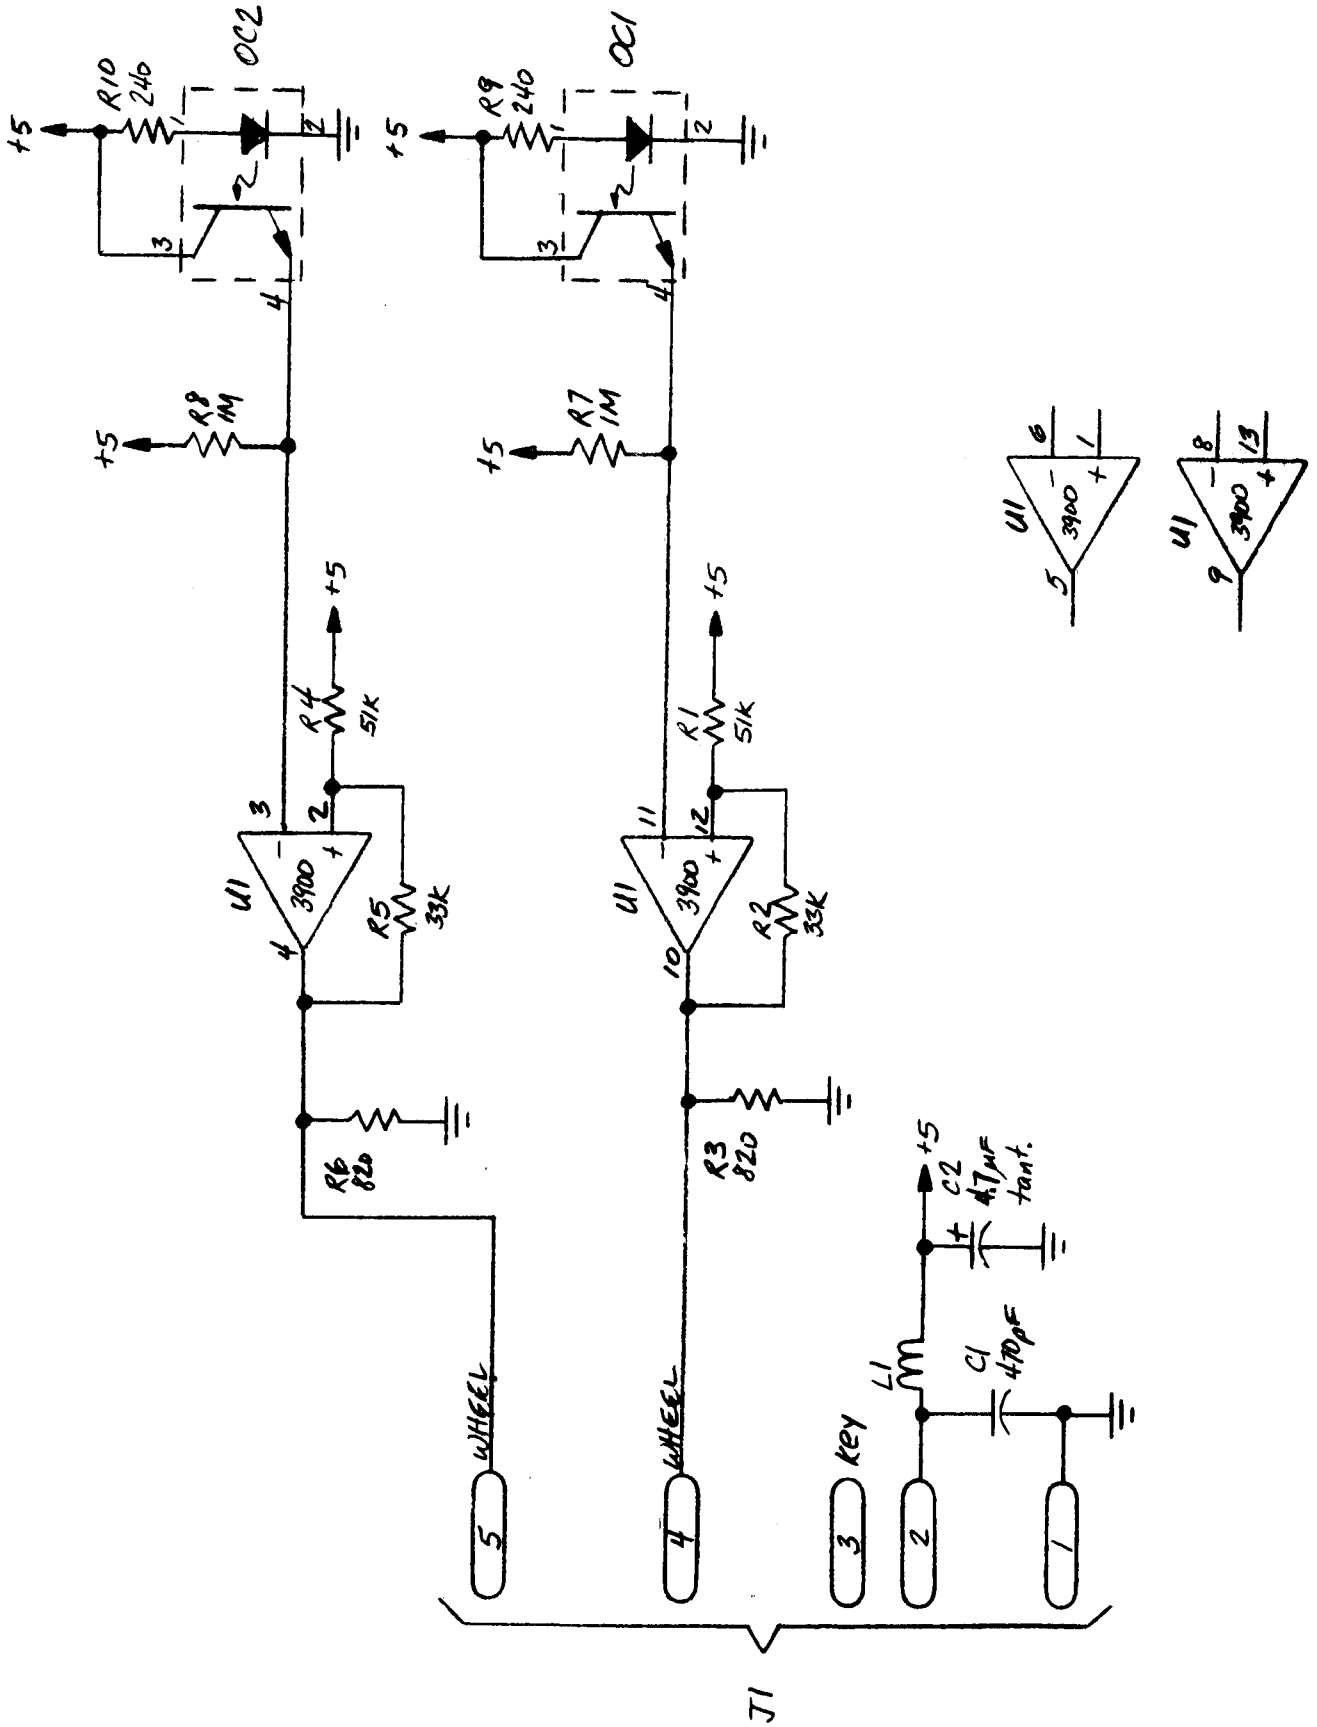 +5
R10
240
1
2
OC2
3
4
+5
R8
1M
R4
51K
+5
3
2
U1
3900
-
+
4
R5
33K
R6
820
WHEEL
5
+5
R9
240
1
2
OC1
3
4
+5
R7
1M
R1
51K
+5
11
12
U1
3900
-
+
10
R2
33K
R3
820
WHEEL
4
3
KEY
2
L1
+5
C2
4.7µF
tant.
+
C1
470pF
1
J1
U1
3900
-
+
6
1
5
U1
3900
-
+
8
13
9